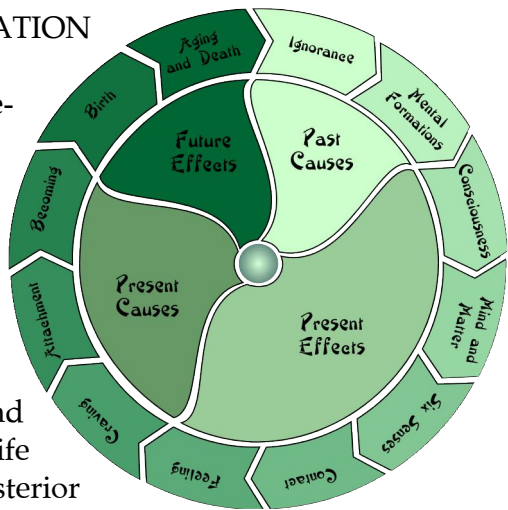 ATION
e-
nd
ife
sterior
Ignorance
Mental
Formations
Consciousness
Mind and
Matter
Six Senses
Contact
Feeling
Craving
Attachment
Becoming
Birth
Aging
and Death
Past
Causes
Present
Effects
Present
Causes
Future
Effects